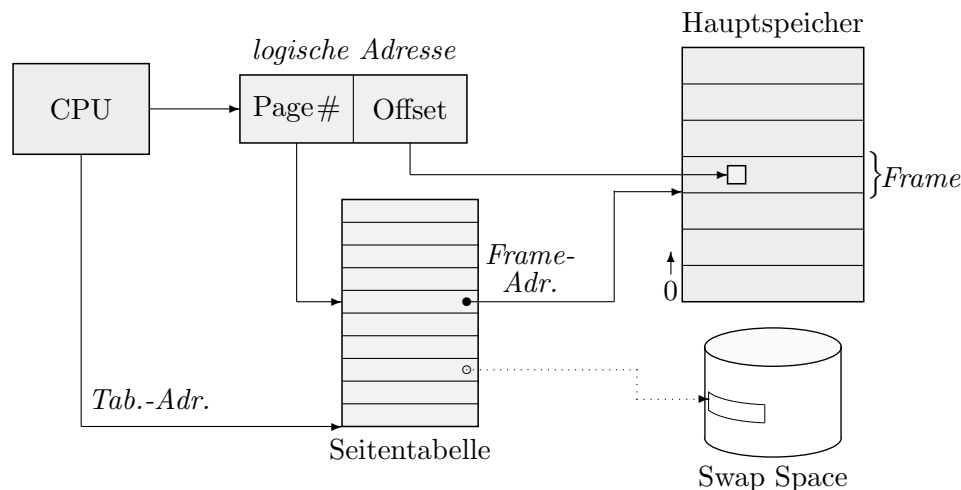 Hauptspeicher
logische Adresse
CPU
Page#
Offset
Frame
Frame-
Adr.
0
Tab.-Adr.
Seitentabelle
Swap Space